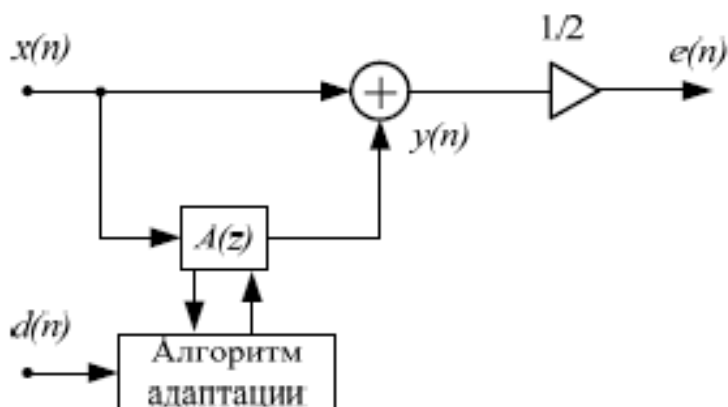 1/2
x(n)
e(n)
+
y(n)
A(z)
d(n)
Алгоритм
адаптации